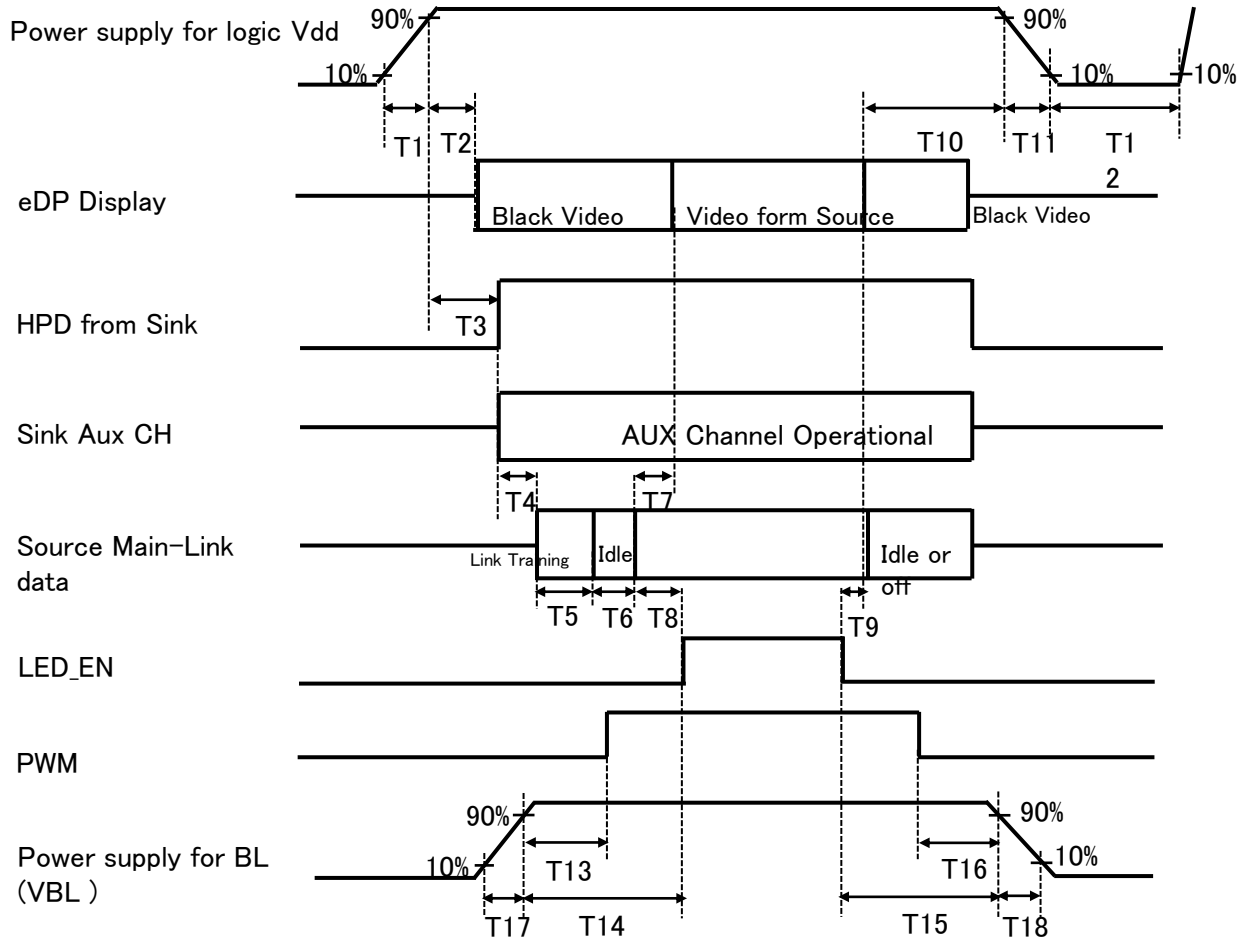 90%
90%
Power supply for logic Vdd
10%
10%
10%
T1
T2
T10
T11
T1
2
eDP Display
Black Video
Video form Source
Black Video
HPD from Sink
T3
Sink Aux CH
AUX Channel Operational
T4
T7
Source Main-Link
data
Link Training
Idle
Idle or
off
T5
T6
T8
T9
LED_EN
PWM
90%
90%
Power supply for BL
(VBL )
10%
10%
T13
T16
T17
T14
T15
T18